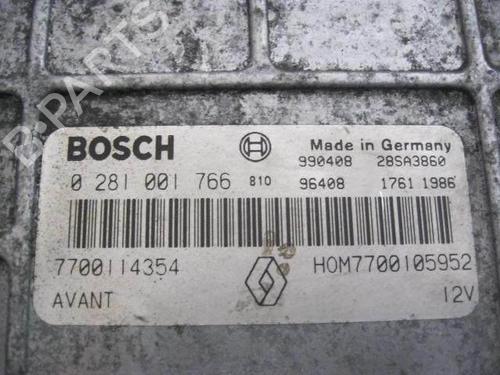 B-PARTS
BOSCH Made in Germany
990408 28SA3860
0 281 001 766 810 96408 1761 1986
7700114354 HOM7700105952
AVANT 12V